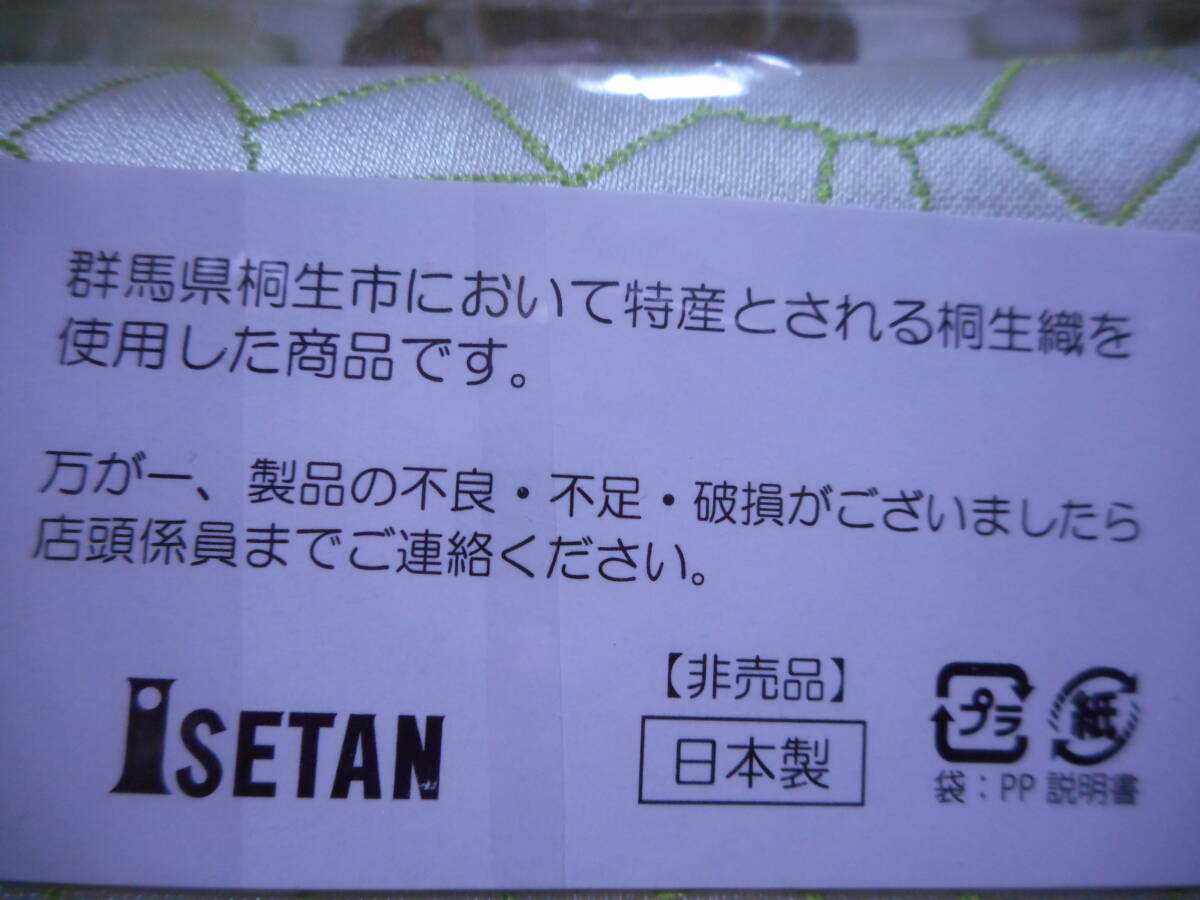 群馬県桐生市において特産とされる桐生織を
使用した商品です。
万が一、製品の不良・不足・破損がございましたら
店頭係員までご連絡ください。
ISETAN
【非売品】
日本製
プラ
紙
袋：PP 説明書